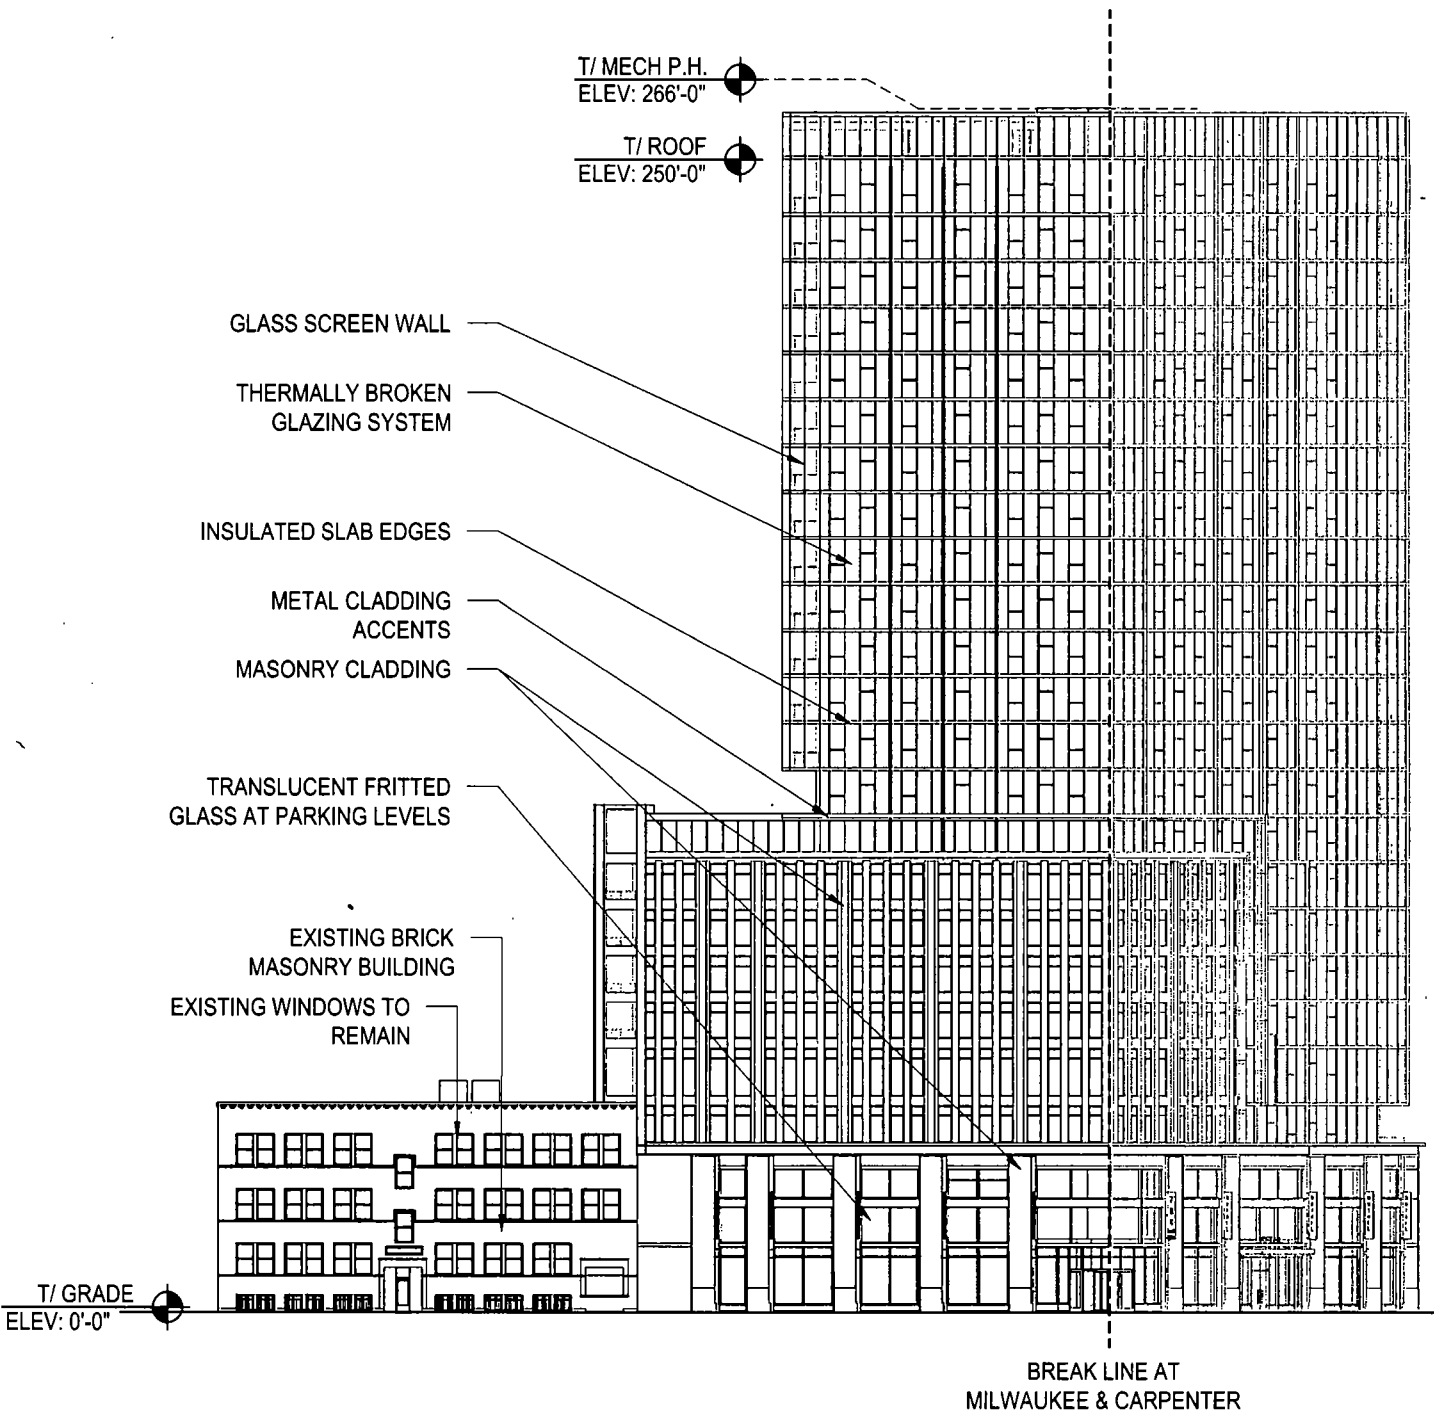 T/ MECH P.H.
ELEV: 266'-0"
T/ ROOF
ELEV: 250'-0"
GLASS SCREEN WALL
THERMALLY BROKEN
GLAZING SYSTEM
INSULATED SLAB EDGES
METAL CLADDING
ACCENTS
MASONRY CLADDING
TRANSLUCENT FRITTED
GLASS AT PARKING LEVELS
EXISTING BRICK
MASONRY BUILDING
EXISTING WINDOWS TO
REMAIN
T/ GRADE
ELEV: 0'-0"
BREAK LINE AT
MILWAUKEE & CARPENTER